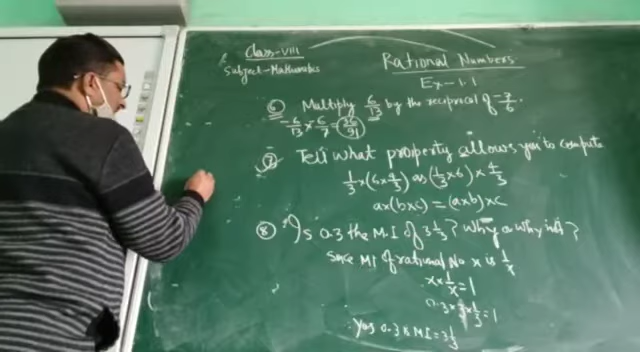 Class-VIII
Subject-Mathematics
Rational Numbers
Ex-1.1
⑥ Multiply 6/13 by the reciprocal of -7/6.
-6/13 × 6/7 = 36/91
⑦ Tell what property allows you to compute
1/3×(6×4/3) as (1/3×6)×4/3
a×(b×c) = (a×b)×c
⑧ Is 0.3 the M.I of 3 1/3? Why or Why not?
Since MI of rational No x is 1/x
x×1/x=1
Yes 0.3 MI=3 1/3